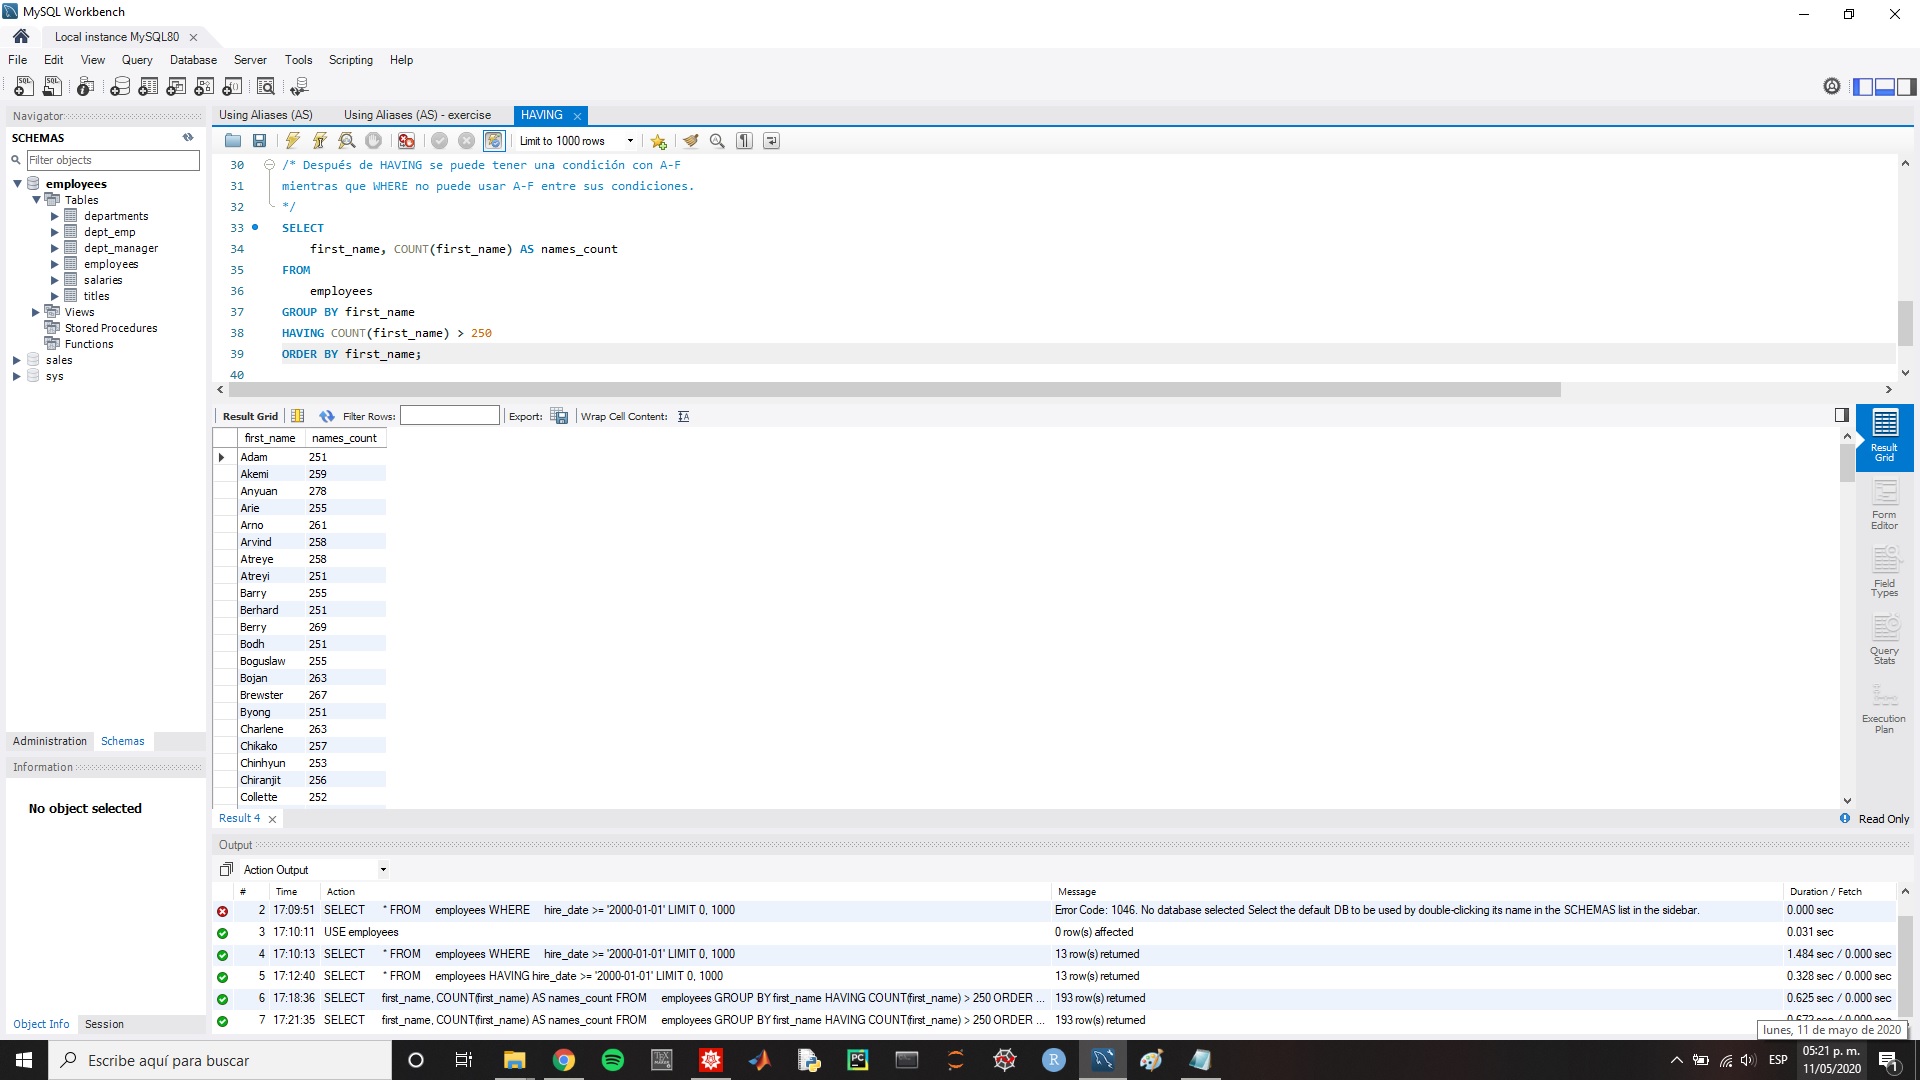 MySQL Workbench
Local instance MySQL80
File Edit View Query Database Server Tools Scripting Help
Navigator
SCHEMAS
Filter objects
employees
Tables
departments
dept_emp
dept_manager
employees
salaries
titles
Views
Stored Procedures
Functions
sales
sys
Administration Schemas
Information
No object selected
Object Info Session
Using Aliases (AS) Using Aliases (AS) - exercise HAVING
Limit to 1000 rows
30 /* Después de HAVING se puede tener una condición con A-F
31 mientras que WHERE no puede usar A-F entre sus condiciones.
32 */
33 SELECT
34 first_name, COUNT(first_name) AS names_count
35 FROM
36 employees
37 GROUP BY first_name
38 HAVING COUNT(first_name) > 250
39 ORDER BY first_name;
40
Result Grid Filter Rows: Export: Wrap Cell Content:
first_name names_count
Adam 251
Akemi 259
Anyuan 278
Arie 255
Arno 261
Arvind 258
Atreye 258
Atreyi 251
Barry 255
Berhard 251
Berry 269
Bodh 251
Boguslaw 255
Bojan 263
Brewster 267
Byong 251
Charlene 263
Chikako 257
Chinhyun 253
Chiranjit 256
Collette 252
Result Grid
Form Editor
Field Types
Query Stats
Execution Plan
Result 4
Read Only
Output
Action Output
# Time Action Message Duration / Fetch
2 17:09:51 SELECT * FROM employees WHERE hire_date >= '2000-01-01' LIMIT 0, 1000 Error Code: 1046. No database selected Select the default DB to be used by double-clicking its name in the SCHEMAS list in the sidebar. 0.000 sec
3 17:10:11 USE employees 0 row(s) affected 0.031 sec
4 17:10:13 SELECT * FROM employees WHERE hire_date >= '2000-01-01' LIMIT 0, 1000 13 row(s) returned 1.484 sec / 0.000 sec
5 17:12:40 SELECT * FROM employees HAVING hire_date >= '2000-01-01' LIMIT 0, 1000 13 row(s) returned 0.328 sec / 0.000 sec
6 17:18:36 SELECT first_name, COUNT(first_name) AS names_count FROM employees GROUP BY first_name HAVING COUNT(first_name) > 250 ORDER ... 193 row(s) returned 0.625 sec / 0.000 sec
7 17:21:35 SELECT first_name, COUNT(first_name) AS names_count FROM employees GROUP BY first_name HAVING COUNT(first_name) > 250 ORDER ... 193 row(s) returned 0.672 sec / 0.000 sec
lunes, 11 de mayo de 2020
Escribe aquí para buscar
ESP
05:21 p. m.
11/05/2020
1